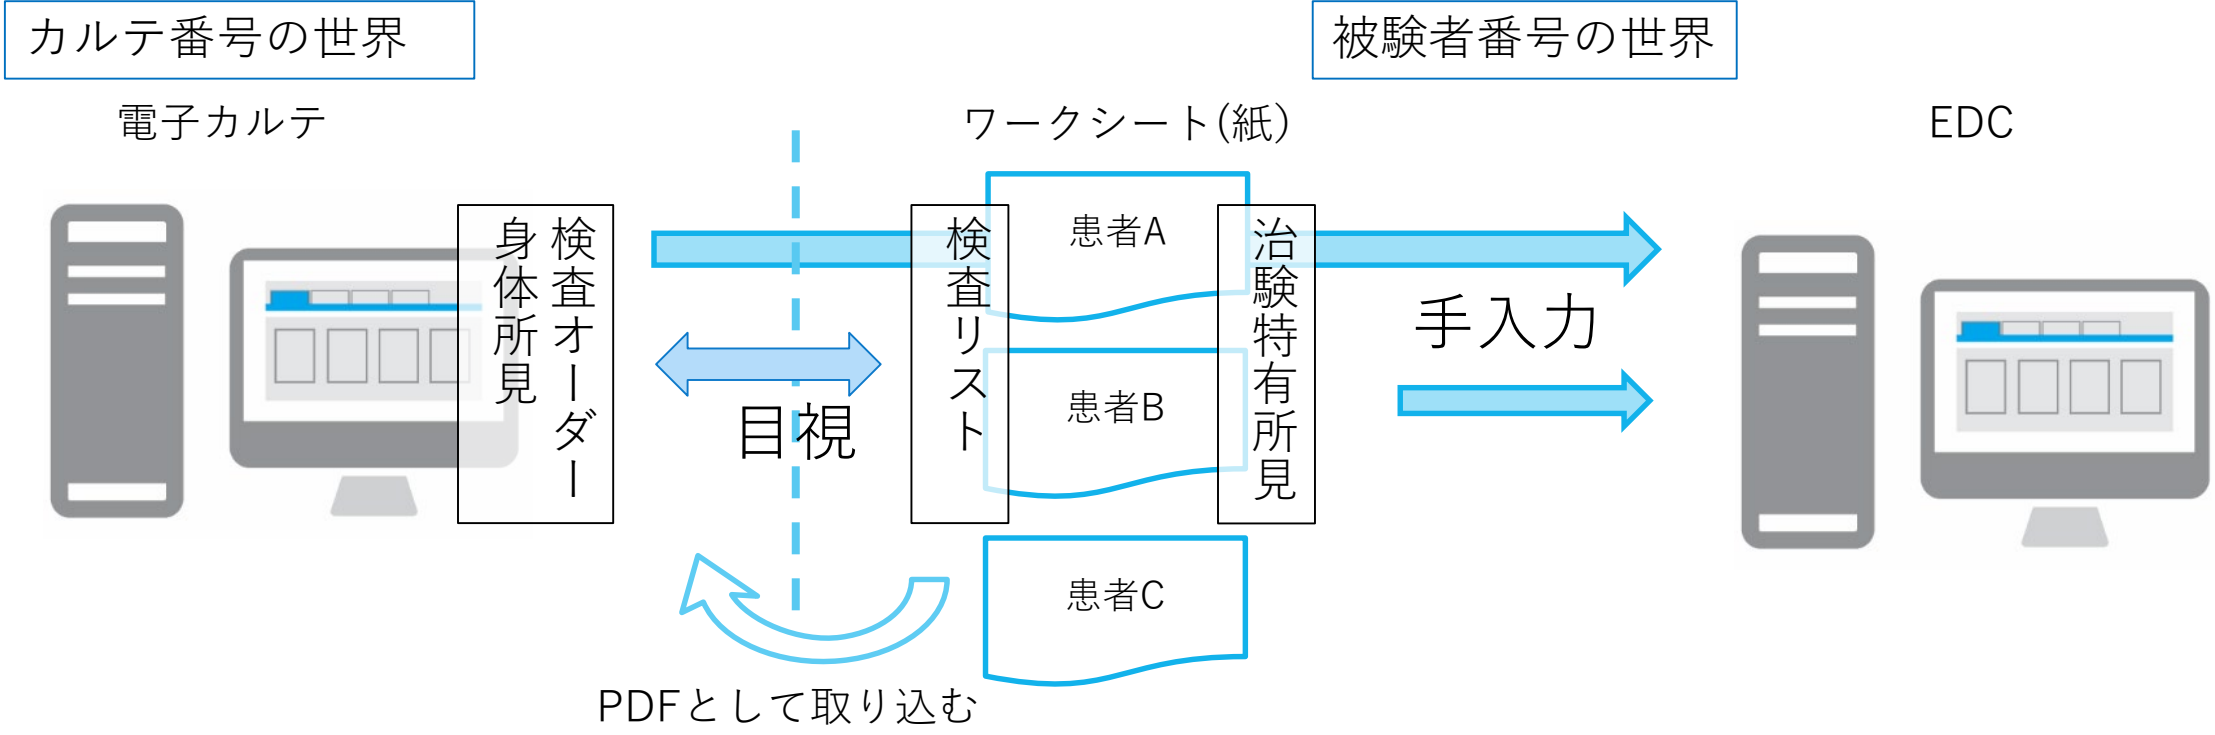 カルテ番号の世界
被験者番号の世界
電子カルテ
ワークシート(紙)
EDC
検査オーダー
身体所見
検査リスト
患者A
治験特有所見
手入力
目視
患者B
患者C
PDFとして取り込む